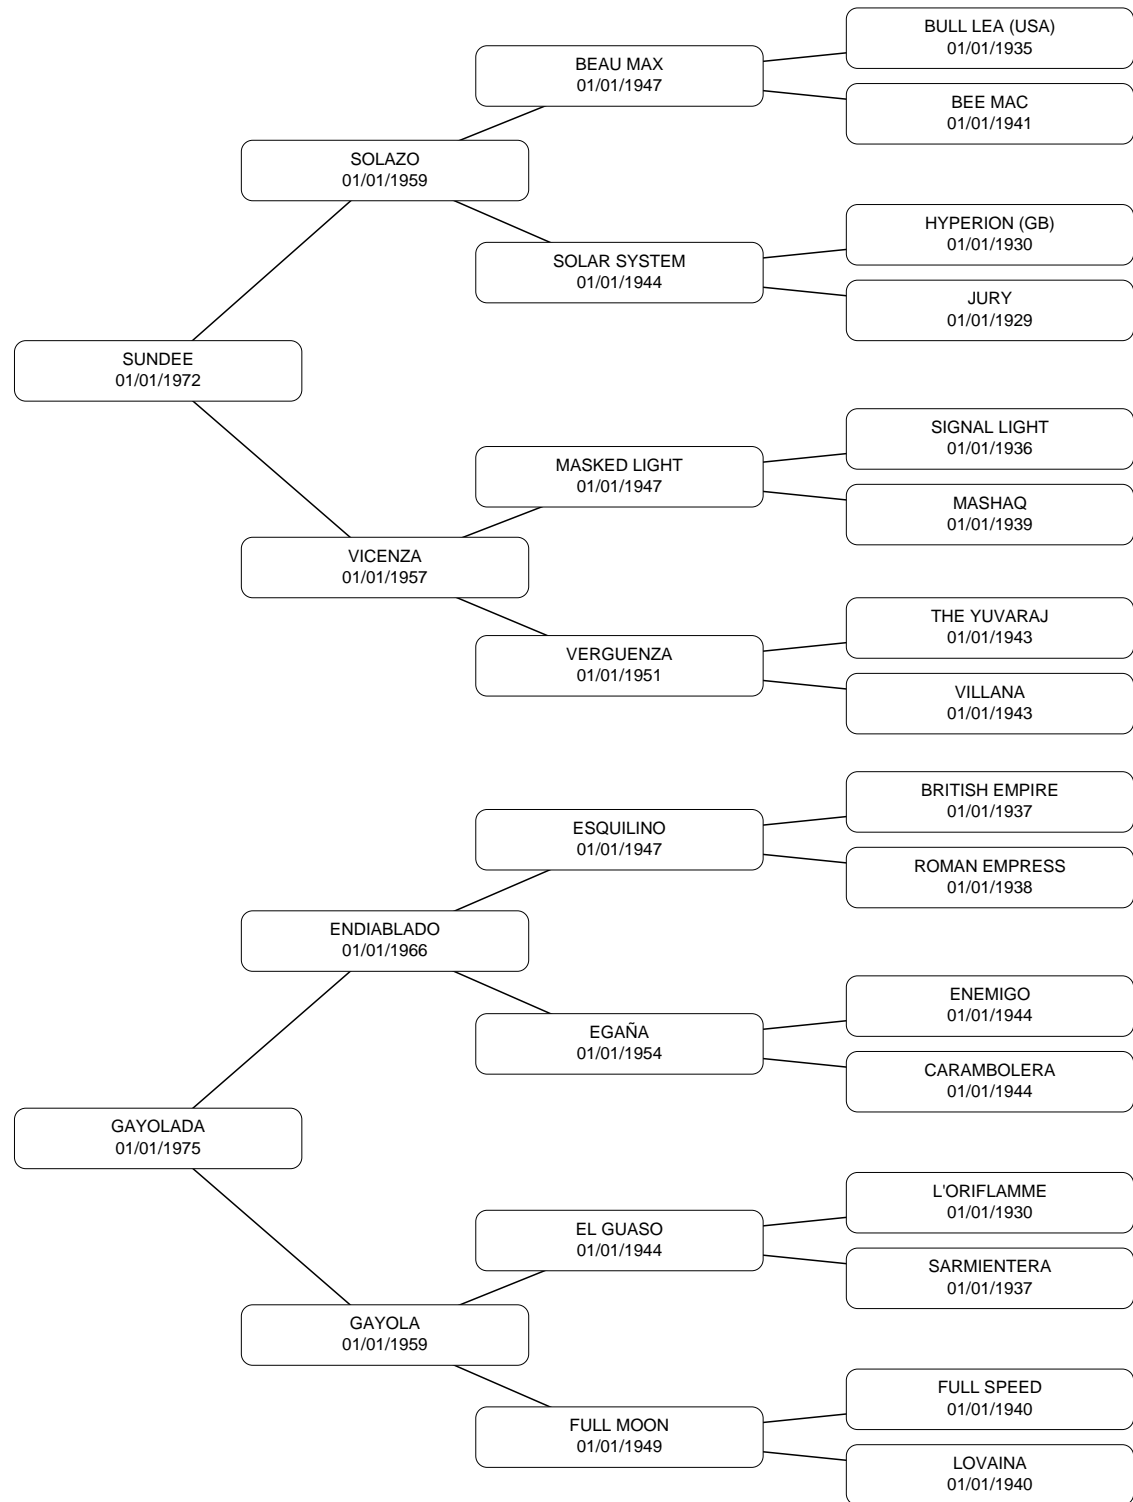 BULL LEA (USA)
01/01/1935
BEAU MAX
01/01/1947
BEE MAC
01/01/1941
SOLAZO
01/01/1959
HYPERION (GB)
01/01/1930
SOLAR SYSTEM
01/01/1944
JURY
01/01/1929
SUNDEE
01/01/1972
SIGNAL LIGHT
01/01/1936
MASKED LIGHT
01/01/1947
MASHAQ
01/01/1939
VICENZA
01/01/1957
THE YUVARAJ
01/01/1943
VERGUENZA
01/01/1951
VILLANA
01/01/1943
BRITISH EMPIRE
01/01/1937
ESQUILINO
01/01/1947
ROMAN EMPRESS
01/01/1938
ENDIABLADO
01/01/1966
ENEMIGO
01/01/1944
EGAÑA
01/01/1954
CARAMBOLERA
01/01/1944
GAYOLADA
01/01/1975
L'ORIFLAMME
01/01/1930
EL GUASO
01/01/1944
SARMIENTERA
01/01/1937
GAYOLA
01/01/1959
FULL SPEED
01/01/1940
FULL MOON
01/01/1949
LOVAINA
01/01/1940